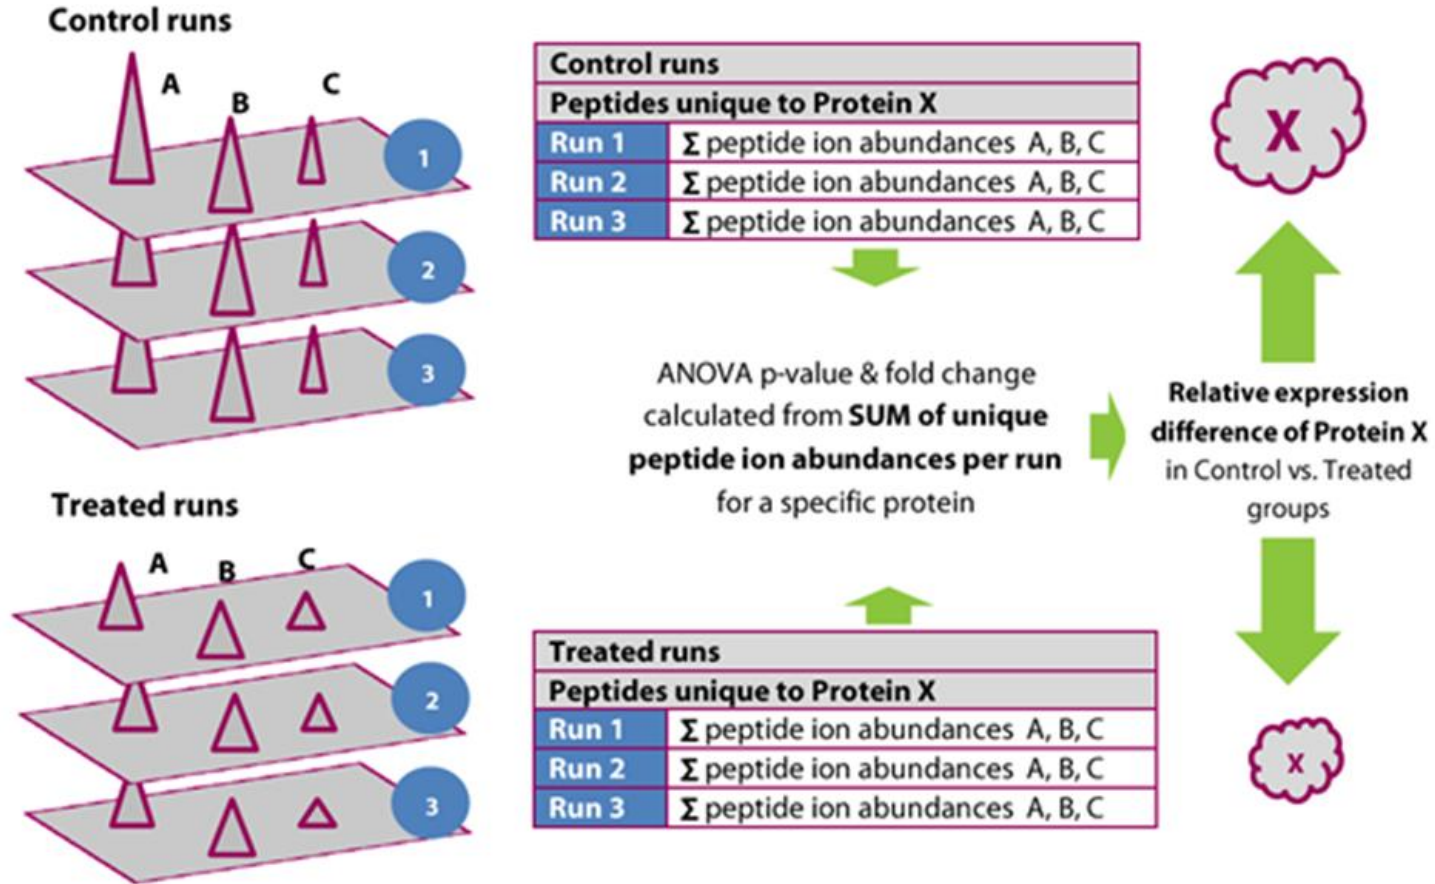 Control runs
A
B
C
1
2
3
Treated runs
A
B
C
1
2
3
Control runs
Peptides unique to Protein X
Run 1 Σ peptide ion abundances A, B, C
Run 2 Σ peptide ion abundances A, B, C
Run 3 Σ peptide ion abundances A, B, C
ANOVA p-value & fold change
calculated from SUM of unique
peptide ion abundances per run
for a specific protein
Treated runs
Peptides unique to Protein X
Run 1 Σ peptide ion abundances A, B, C
Run 2 Σ peptide ion abundances A, B, C
Run 3 Σ peptide ion abundances A, B, C
X
Relative expression
difference of Protein X
in Control vs. Treated
groups
X